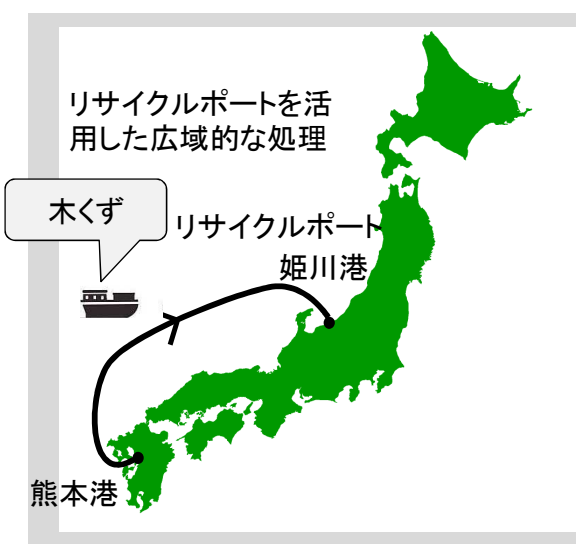 リサイクルポートを活
用した広域的な処理
木くず
リサイクルポート
姫川港
熊本港